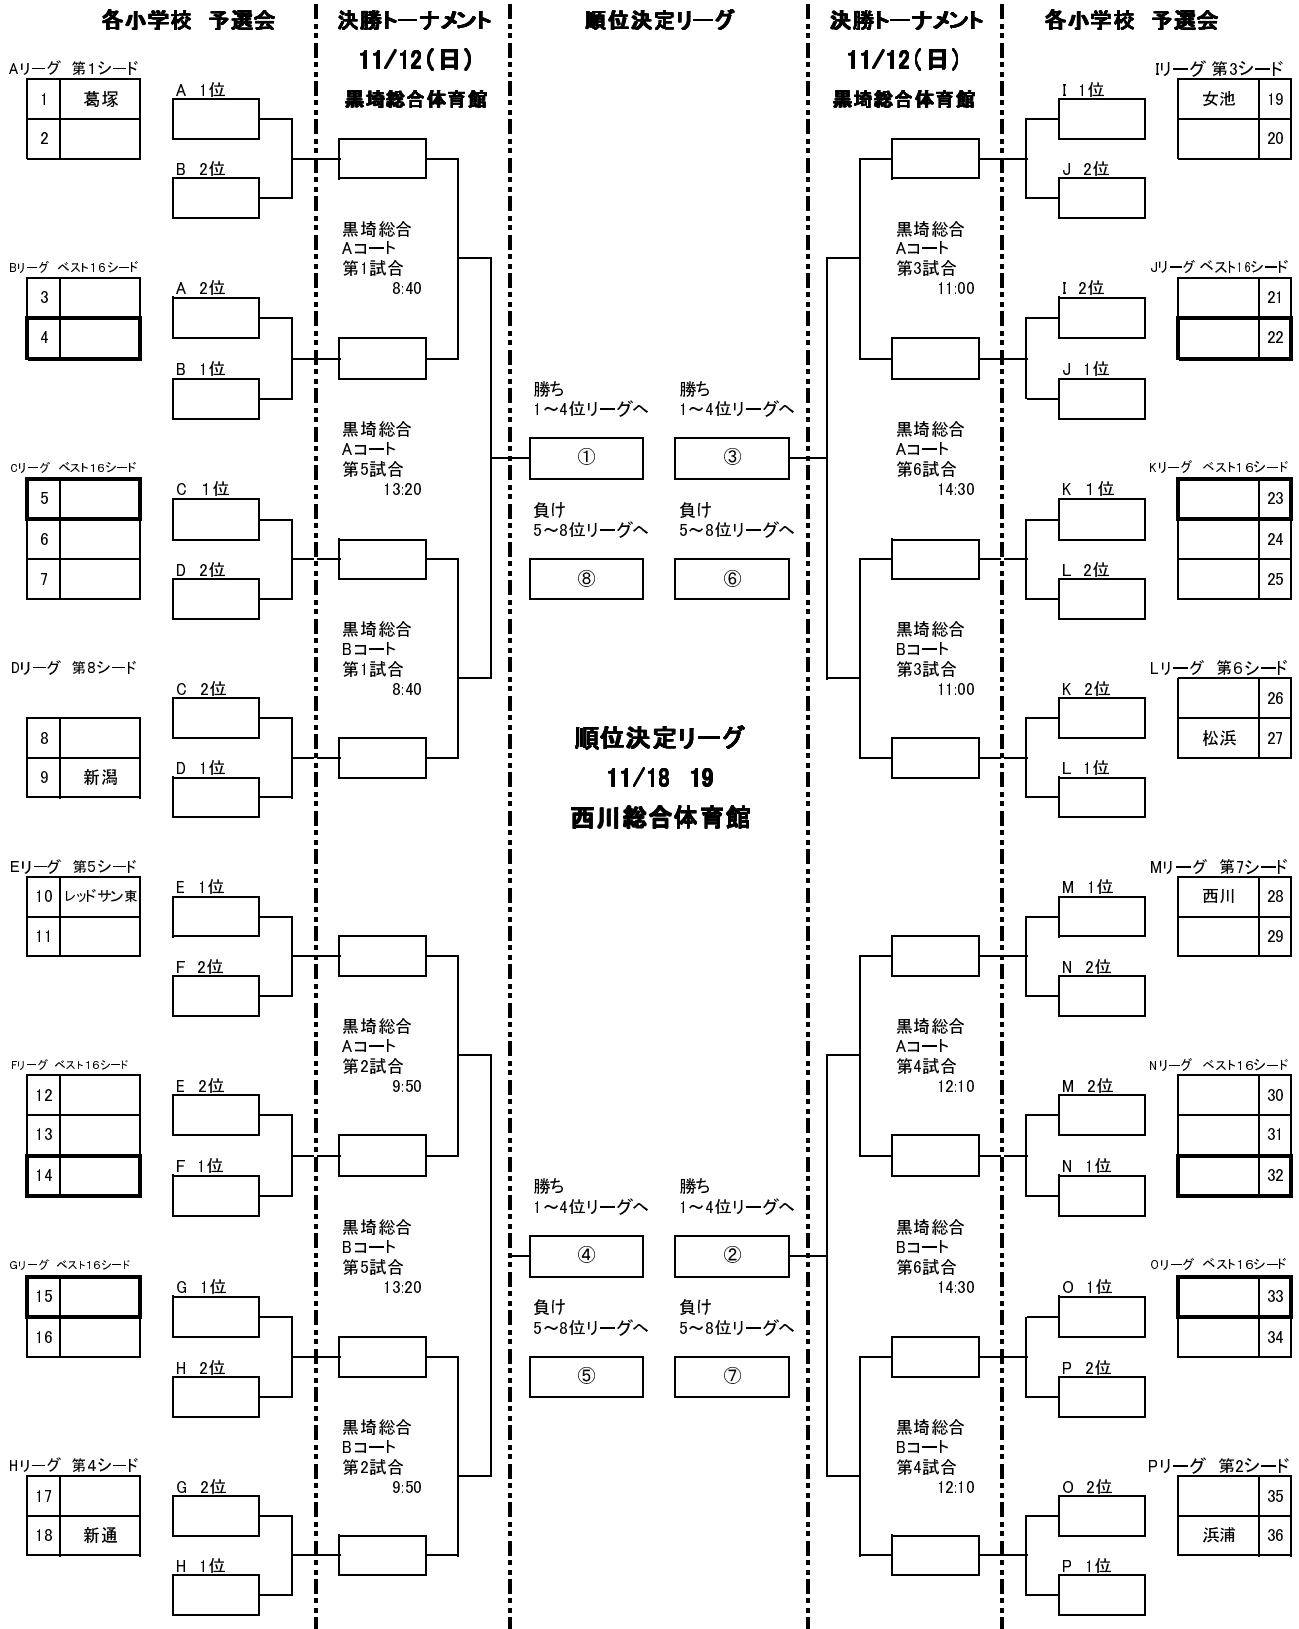 各小学校　予選会
決勝トーナメント
順位決定リーグ
決勝トーナメント
各小学校　予選会
11/12(日)
11/12(日)
黒埼総合体育館
黒埼総合体育館
Aリーグ　第1シード
1 葛塚
2
Bリーグ　ベスト16シード
3
4
Cリーグ　ベスト16シード
5
6
7
Dリーグ　第8シード
8
9 新潟
Eリーグ　第5シード
10 レッドサン東
11
Fリーグ　ベスト16シード
12
13
14
Gリーグ　ベスト16シード
15
16
Hリーグ　第4シード
17
18 新通
A　1位
B　2位
A　2位
B　1位
C　1位
D　2位
C　2位
D　1位
E　1位
F　2位
E　2位
F　1位
G　1位
H　2位
G　2位
H　1位
黒埼総合
Aコート
第1試合
8:40
黒埼総合
Aコート
第5試合
13:20
黒埼総合
Bコート
第1試合
8:40
黒埼総合
Aコート
第2試合
9:50
黒埼総合
Bコート
第5試合
13:20
黒埼総合
Bコート
第2試合
9:50
勝ち
1～4位リーグへ
①
負け
5～8位リーグへ
⑧
勝ち
1～4位リーグへ
③
負け
5～8位リーグへ
⑥
順位決定リーグ
11/18　19
西川総合体育館
勝ち
1～4位リーグへ
④
負け
5～8位リーグへ
⑤
勝ち
1～4位リーグへ
②
負け
5～8位リーグへ
⑦
黒埼総合
Aコート
第3試合
11:00
黒埼総合
Aコート
第6試合
14:30
黒埼総合
Bコート
第3試合
11:00
黒埼総合
Aコート
第4試合
12:10
黒埼総合
Bコート
第6試合
14:30
黒埼総合
Bコート
第4試合
12:10
I　1位
J　2位
I　2位
J　1位
K　1位
L　2位
K　2位
L　1位
M　1位
N　2位
M　2位
N　1位
O　1位
P　2位
O　2位
P　1位
Iリーグ 第3シード
女池 19
20
Jリーグ ベスト16シード
21
22
Kリーグ　ベスト16シード
23
24
25
Lリーグ　第6シード
26
松浜 27
Mリーグ　第7シード
西川 28
29
Nリーグ　ベスト16シード
30
31
32
Oリーグ　ベスト16シード
33
34
Pリーグ　第2シード
35
浜浦 36